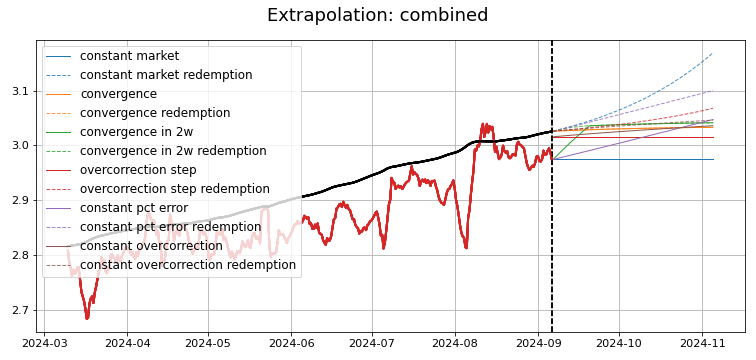 Extrapolation: combined
constant market
constant market redemption
convergence
convergence redemption
convergence in 2w
convergence in 2w redemption
overcorrection step
overcorrection step redemption
constant pct error
constant pct error redemption
constant overcorrection
constant overcorrection redemption
3.1
3.0
2.9
2.8
2.7
2024-03 2024-04 2024-05 2024-06 2024-07 2024-08 2024-09 2024-10 2024-11